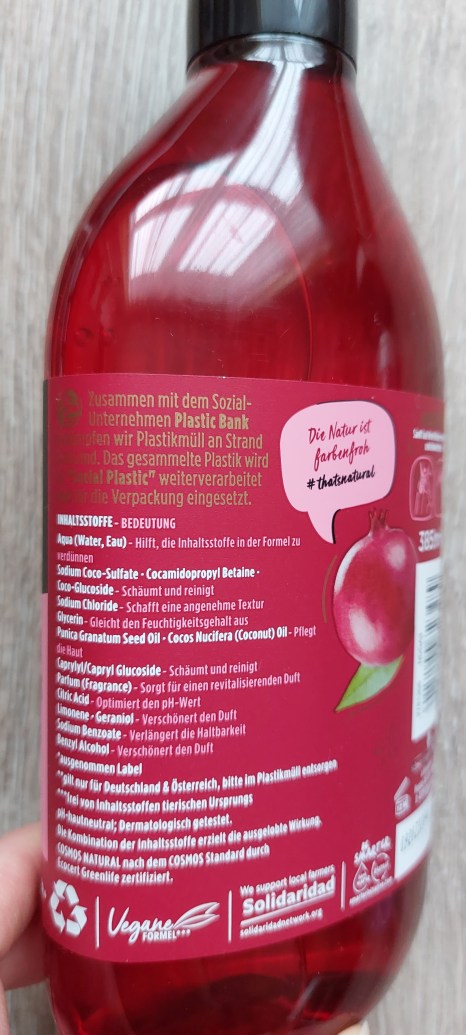 Zusammen mit dem Sozial-
Unternehmen Plastic Bank
wir Plastikmüll an Strand
Das gesammelte Plastik wird
Plastic" weiterverarbeitet
die Verpackung eingesetzt.
INHALTSSTOFFE - BEDEUTUNG
Aqua (Water, Eau) - Hilft, die Inhaltsstoffe in der Formel zu
verdünnen
Sodium Coco-Sulfate · Cocamidopropyl Betaine ·
Coco-Glucoside - Schäumt und reinigt
Sodium Chloride - Schafft eine angenehme Textur
Glycerin - Gleicht den Feuchtigkeitsgehalt aus
Punica Granatum Seed Oil · Cocos Nucifera (Coconut) Oil - Pflegt
die Haut
Caprylyl/Capryl Glucoside - Schäumt und reinigt
Parfum (Fragrance) - Sorgt für einen revitalisierenden Duft
Citric Acid - Optimiert den pH-Wert
Limonene · Geraniol - Verschönert den Duft
Sodium Benzoate - Verlängert die Haltbarkeit
Benzyl Alcohol - Verschönert den Duft
*ausgenommen Label
**gilt nur für Deutschland & Österreich, bitte im Plastikmüll entsorgen
***frei von Inhaltsstoffen tierischen Ursprungs
pH-hautneutral; Dermatologisch getestet.
Die Kombination der Inhaltsstoffe erzielt die ausgelobte Wirkung.
COSMOS NATURAL nach dem COSMOS Standard durch
Ecocert Greenlife zertifiziert.
Vegane
FORMEL***
We support local farmers
Solidaridad
solidaridadnetwork.org
Die Natur ist
farbenfroh
#thatsnatural